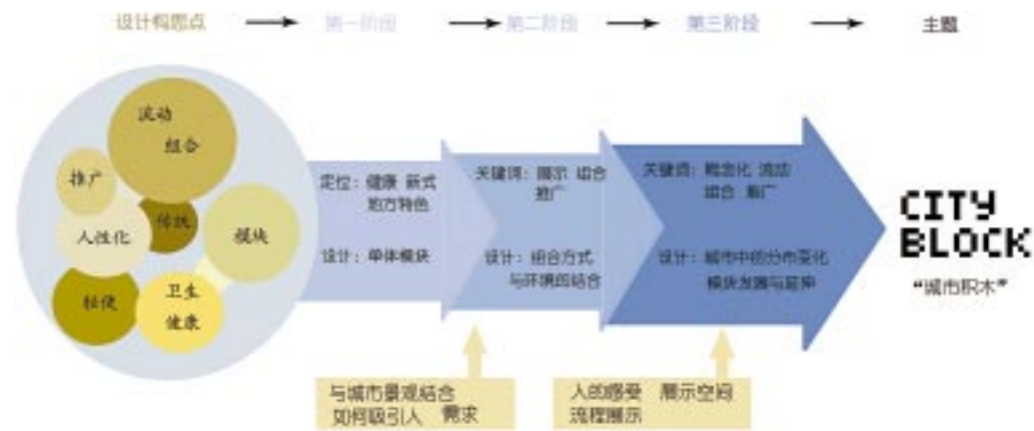 设计构思点 → 第一阶段 → 第二阶段 → 第三阶段 → 主题
流动
组合
推广
传统
人性化
模块
轻便
卫生
健康
定位：健康 新式
地方特色
设计：单体模块
关键词：展示 组合
推广
设计：组合方式
与环境的结合
关键词：概念化 流动
组合 推广
设计：城市中的分布变化
模块发展与延伸
CITY
BLOCK
“城市积木”
与城市景观结合
如何吸引人 需求
人的感受 展示空间
流程展示